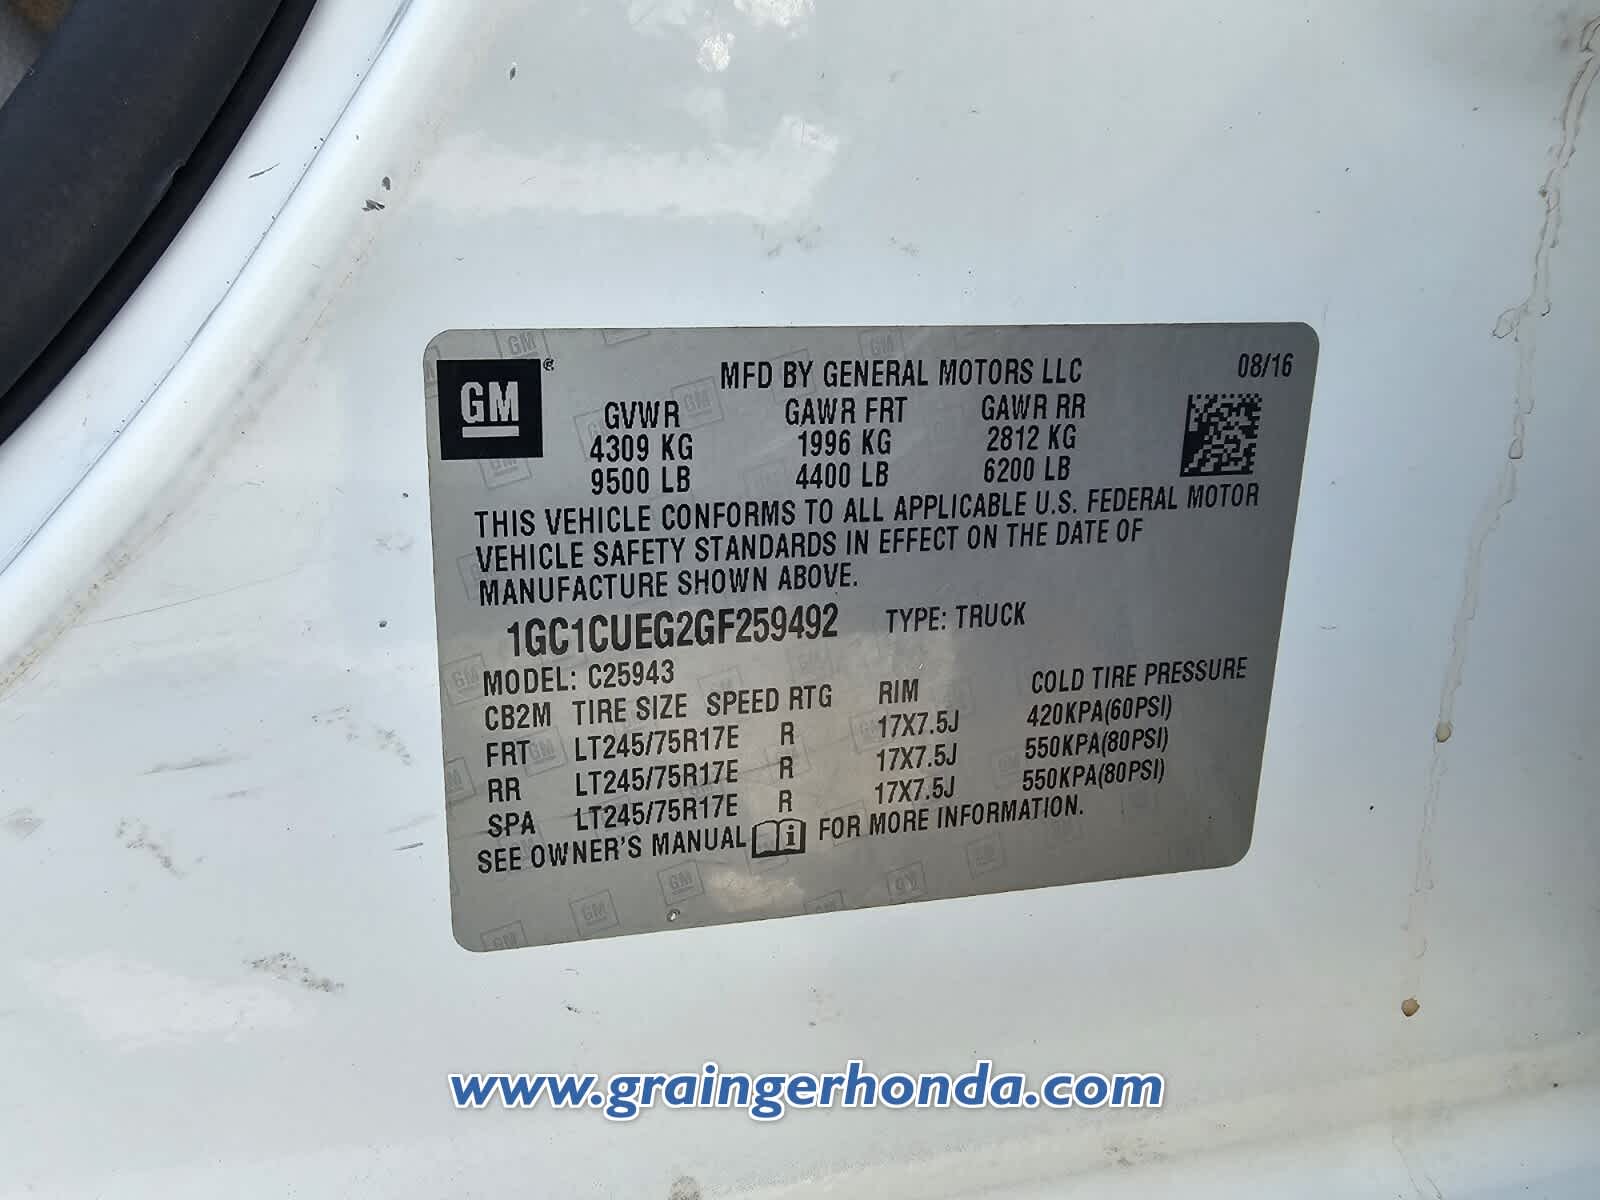 GM®
MFD BY GENERAL MOTORS LLC 08/16
GVWR GAWR FRT GAWR RR
4309 KG 1996 KG 2812 KG
9500 LB 4400 LB 6200 LB
THIS VEHICLE CONFORMS TO ALL APPLICABLE U.S. FEDERAL MOTOR
VEHICLE SAFETY STANDARDS IN EFFECT ON THE DATE OF
MANUFACTURE SHOWN ABOVE.
1GC1CUEG2GF259492 TYPE: TRUCK
MODEL: C25943
CB2M TIRE SIZE SPEED RTG RIM COLD TIRE PRESSURE
FRT LT245/75R17E R 17X7.5J 420KPA(60PSI)
RR LT245/75R17E R 17X7.5J 550KPA(80PSI)
SPA LT245/75R17E R 17X7.5J 550KPA(80PSI)
SEE OWNER'S MANUAL i FOR MORE INFORMATION.
www.graingerhonda.com